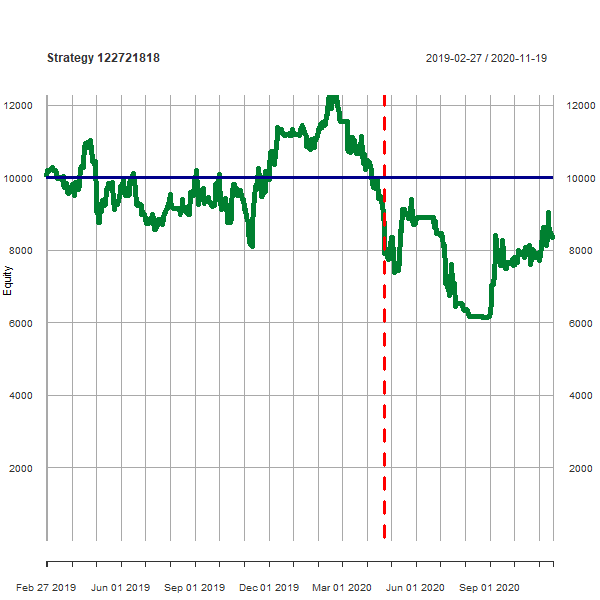 Strategy 122721818
2019-02-27 / 2020-11-19
12000
12000
10000
10000
8000
8000
Equity
6000
6000
4000
4000
2000
2000
Feb 27 2019
Jun 01 2019
Sep 01 2019
Dec 01 2019
Mar 01 2020
Jun 01 2020
Sep 01 2020